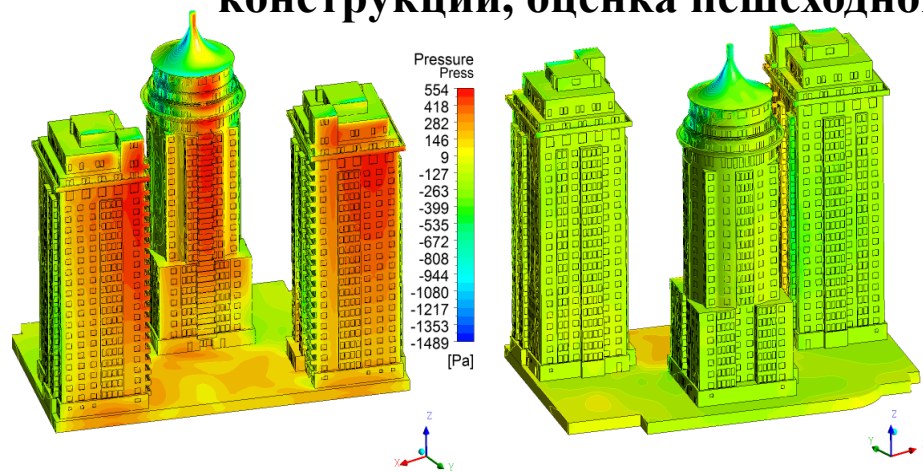 конструкций, оценка пешеходно
Pressure
Press
554
418
282
146
9
-127
-263
-399
-535
-672
-808
-944
-1080
-1217
-1353
-1489
[Pa]
Z
X
Y
Z
Y